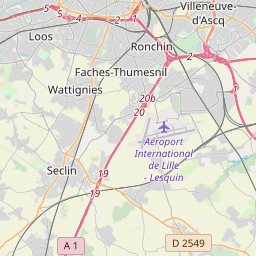 Villeneuve-
d'Ascq
5
5
4
1
Loos
Ronchin
2
2
Faches-Thumesnil
1
Wattignies
20b
20
Aéroport
International
de Lille
- Lesquin
Seclin
19
19
A 1
D 2549